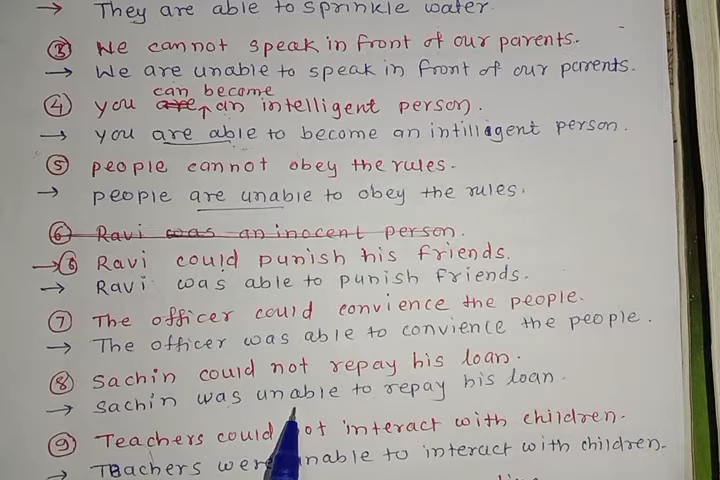 → They are able to sprinkle water.
③ We cannot speak in front of our parents.
→ We are unable to speak in front of our parents.
can become
④ you are an intelligent person.
→ you are able to become an intilligent person.
⑤ people cannot obey the rules.
→ people are unable to obey the rules.
⑥ Ravi was an inocent person.
→ ⑥ Ravi could punish his friends.
→ Ravi was able to punish friends.
⑦ The officer could convience the people.
→ The officer was able to convience the people.
⑧ Sachin could not repay his loan.
→ Sachin was unable to repay his loan.
⑨ Teachers could not interact with children.
→ Teachers were unable to interact with children.